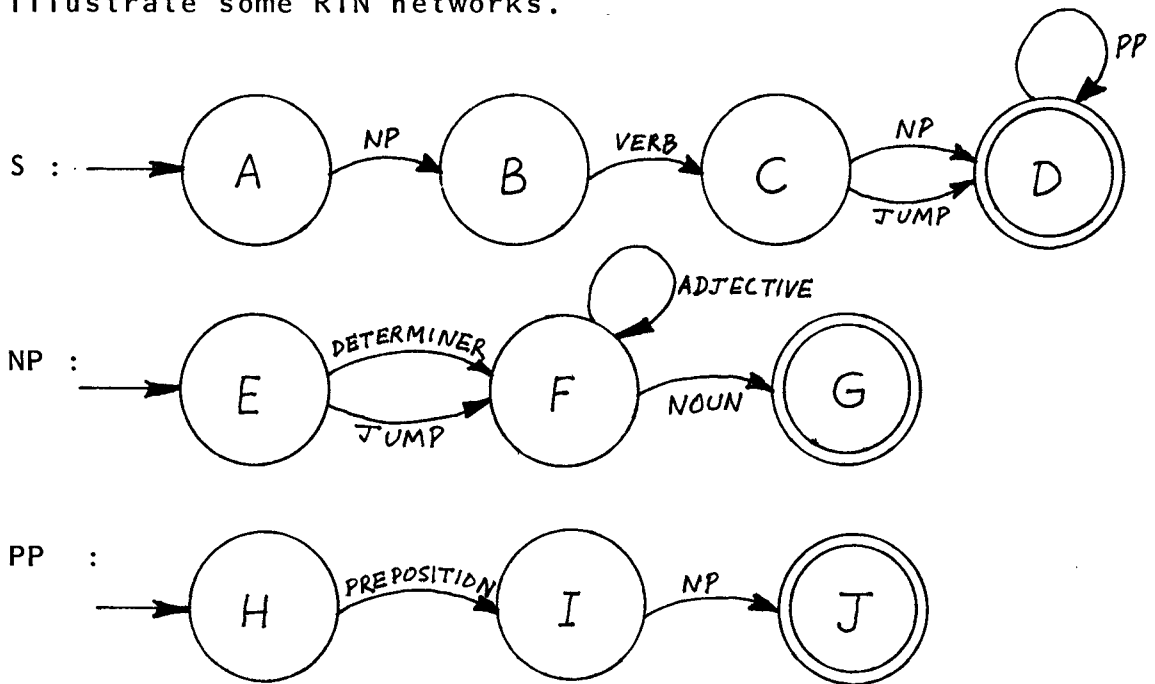 illustrate some RTN networks.
PP
S : A NP B VERB C NP D
JUMP
ADJECTIVE
NP : E DETERMINER F NOUN G
JUMP
PP : H PREPOSITION I NP J